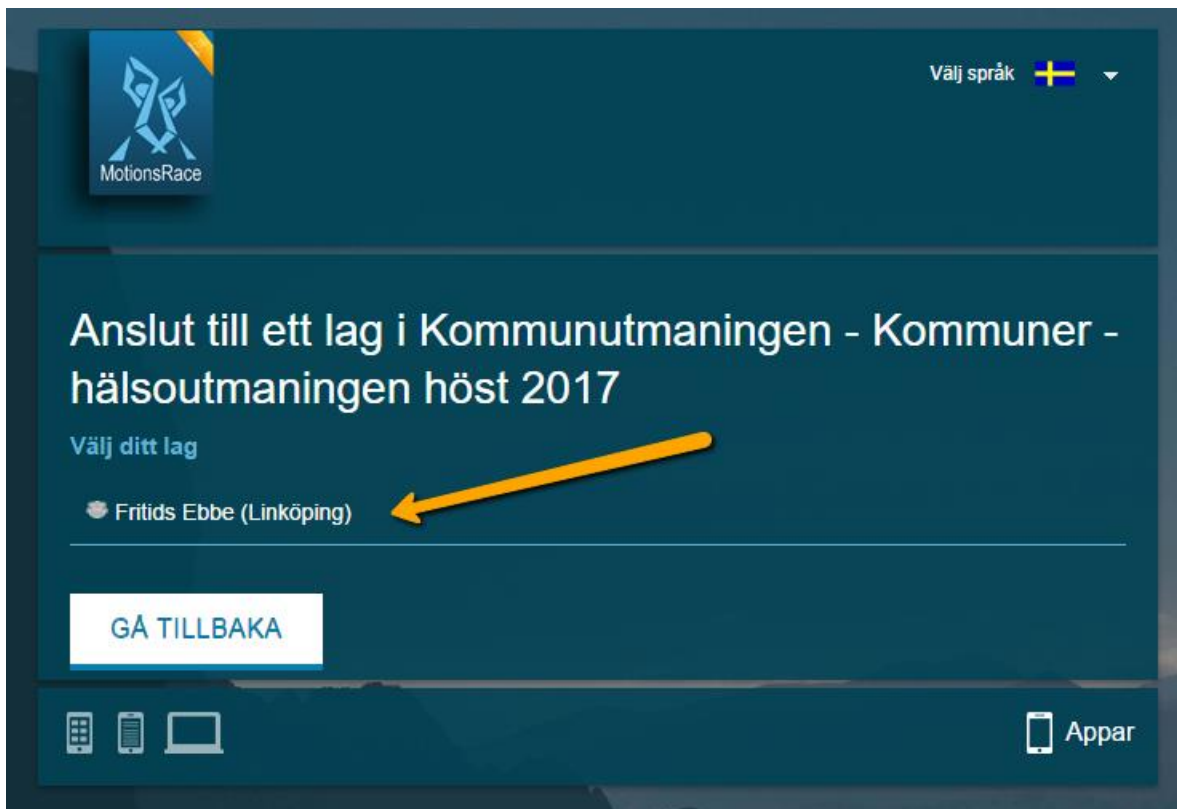 MotionsRace
Välj språk
Anslut till ett lag i Kommunutmaningen - Kommuner -
hälsoutmaningen höst 2017
Välj ditt lag
Fritids Ebbe (Linköping)
GÅ TILLBAKA
Appar